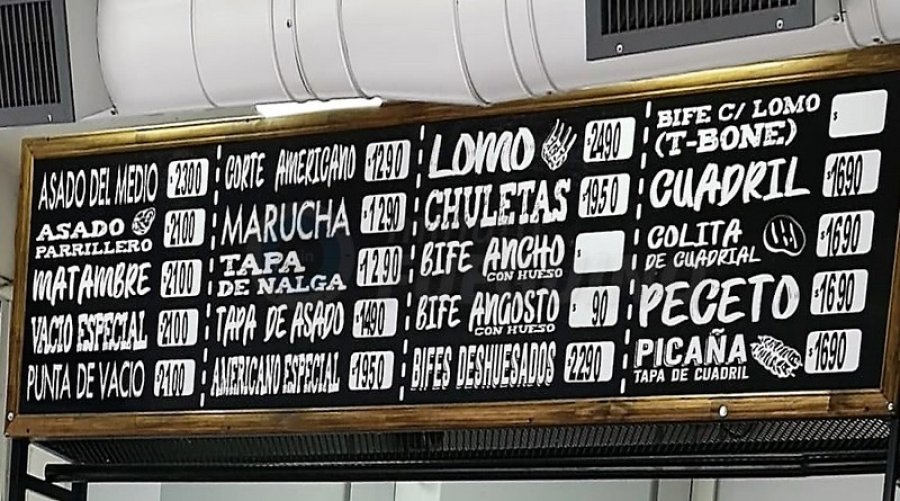 ASADO DEL MEDIO $2300
ASADO
PARRILLERO $2100
MATAMBRE $2100
VACIO ESPECIAL $2100
PUNTA DE VACIO $2100
CORTE AMERICANO $1290
MARUCHA $1290
TAPA
DE NALGA $1290
TAPA DE ASADO $1490
AMERICANO ESPECIAL $1950
LOMO $2490
CHULETAS $1950
BIFE ANCHO
CON HUESO $
BIFE ANGOSTO
CON HUESO $ 90
BIFES DESHUESADOS $2290
BIFE C/ LOMO
(T-BONE) $
CUADRIL $1690
COLITA
DE CUADRIAL $1690
PECETO $1690
PICAÑA
TAPA DE CUADRIL $1690